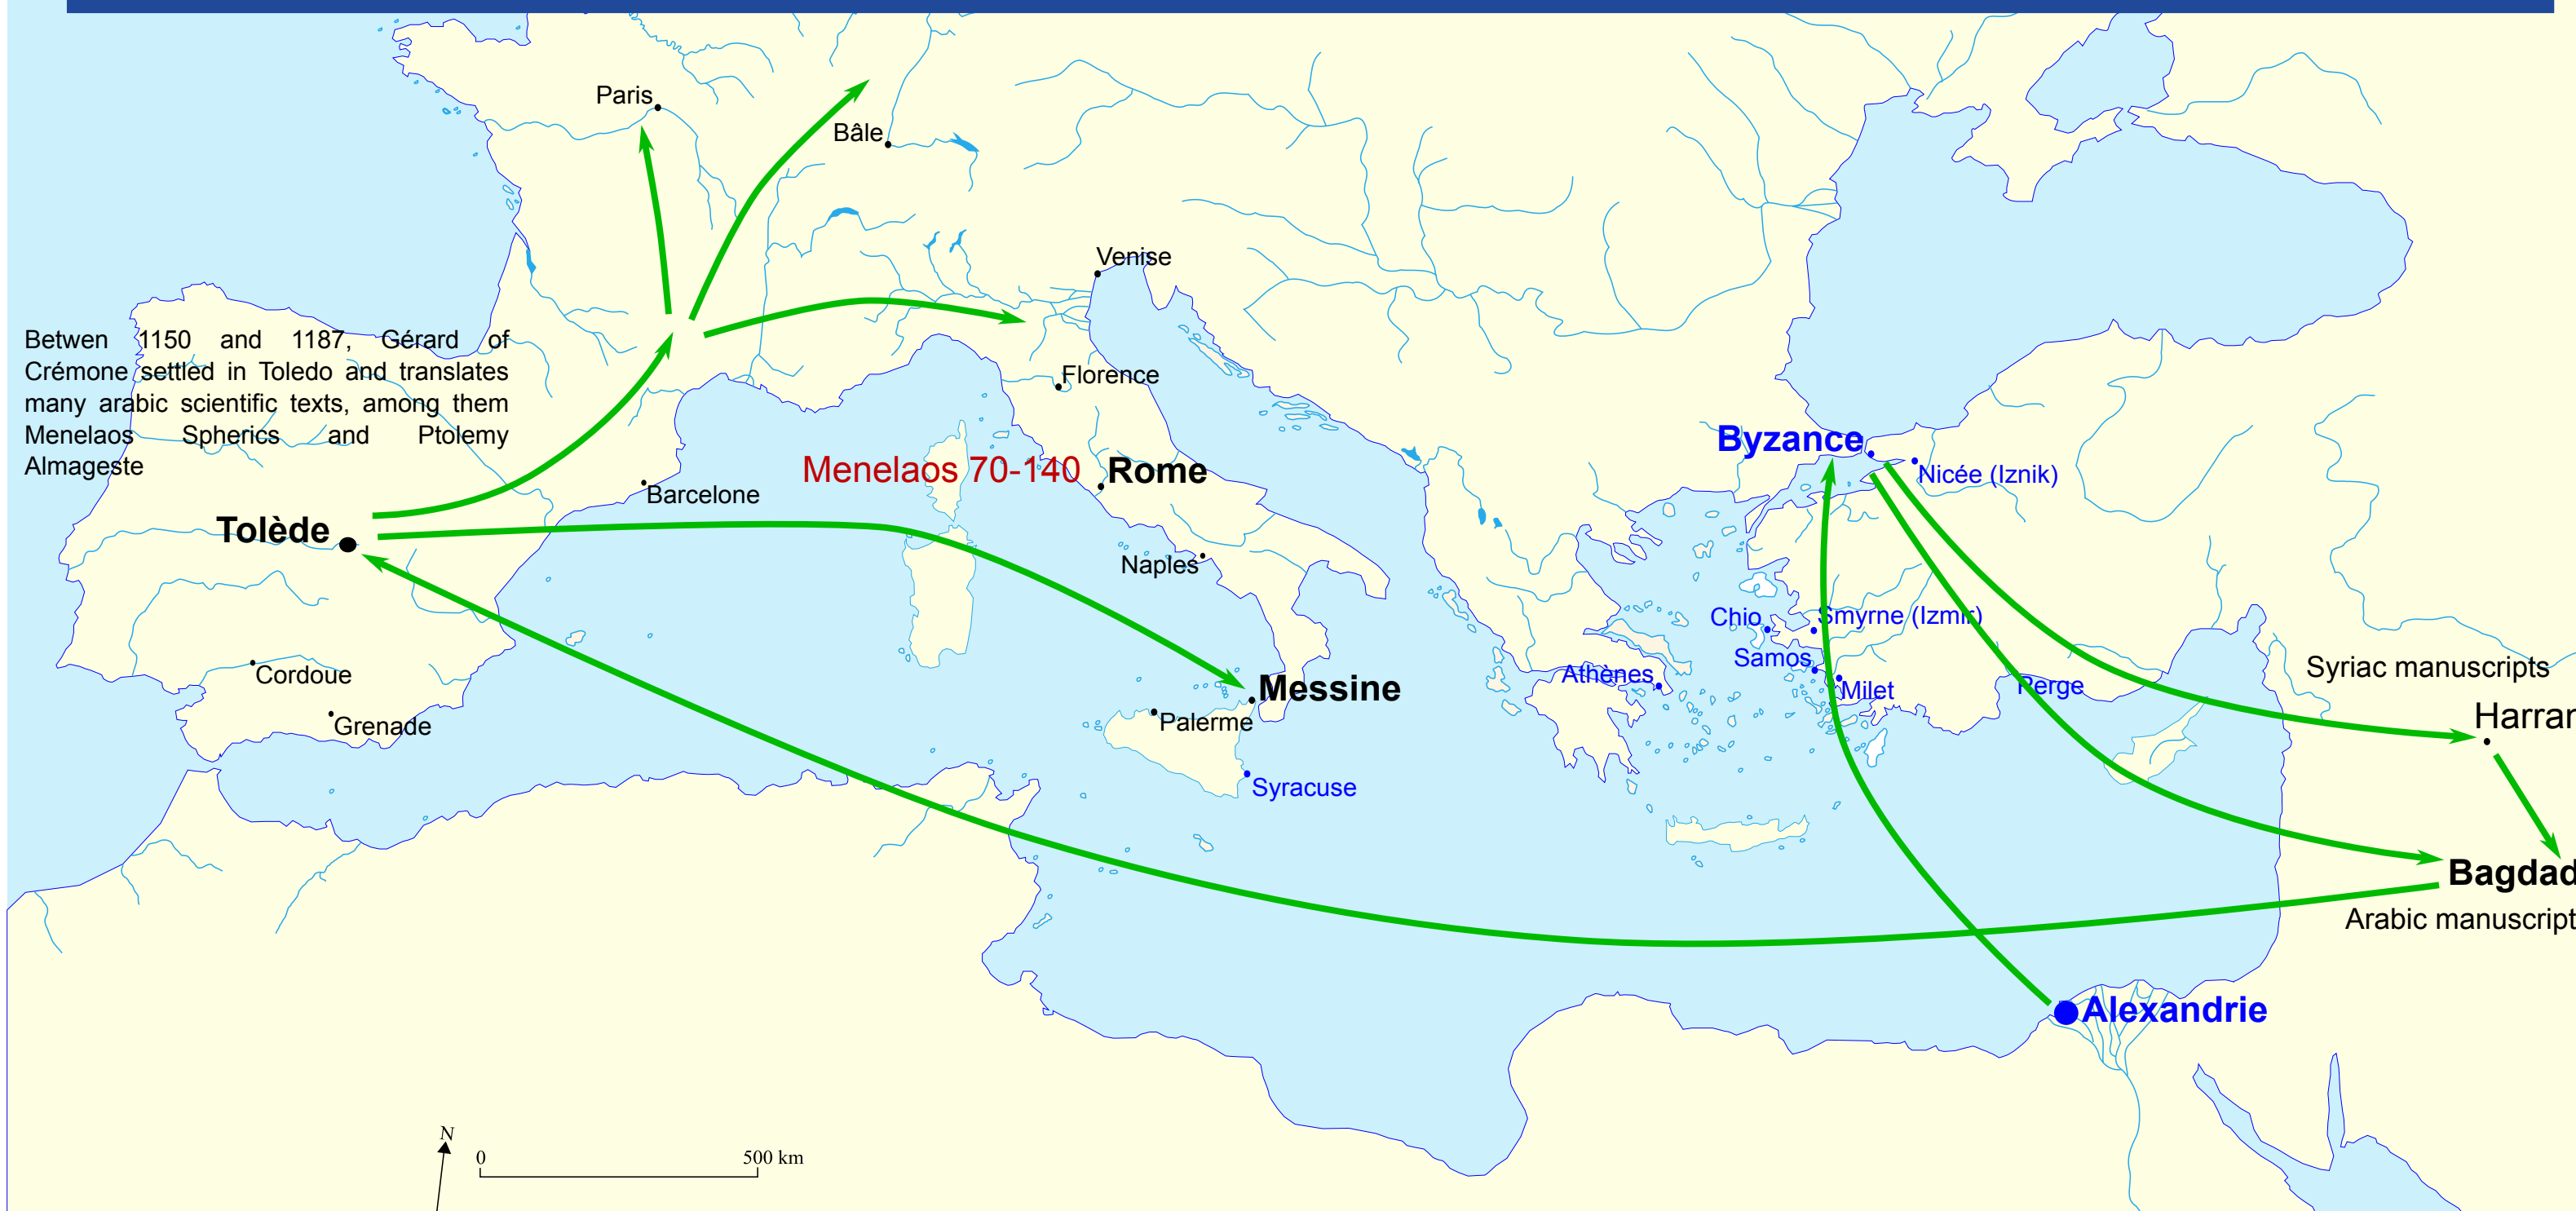 Paris
Bâle
Venise
Betwen 1150 and 1187, Gérard of
Crémone settled in Toledo and translates
many arabic scientific texts, among them
Menelaos Spherics and Ptolemy
Almageste
Florence
Byzance
Menelaos 70-140
Rome
Nicée (Iznik)
Barcelone
Tolède
Naples
Chio
Smyrne (Izmir)
Samos
Syriac manuscripts
Athènes
Cordoue
Milet
Perge
Messine
Palerme
Grenade
Harran
Syracuse
Bagdad
Arabic manuscript
Alexandrie
N
0 500 km